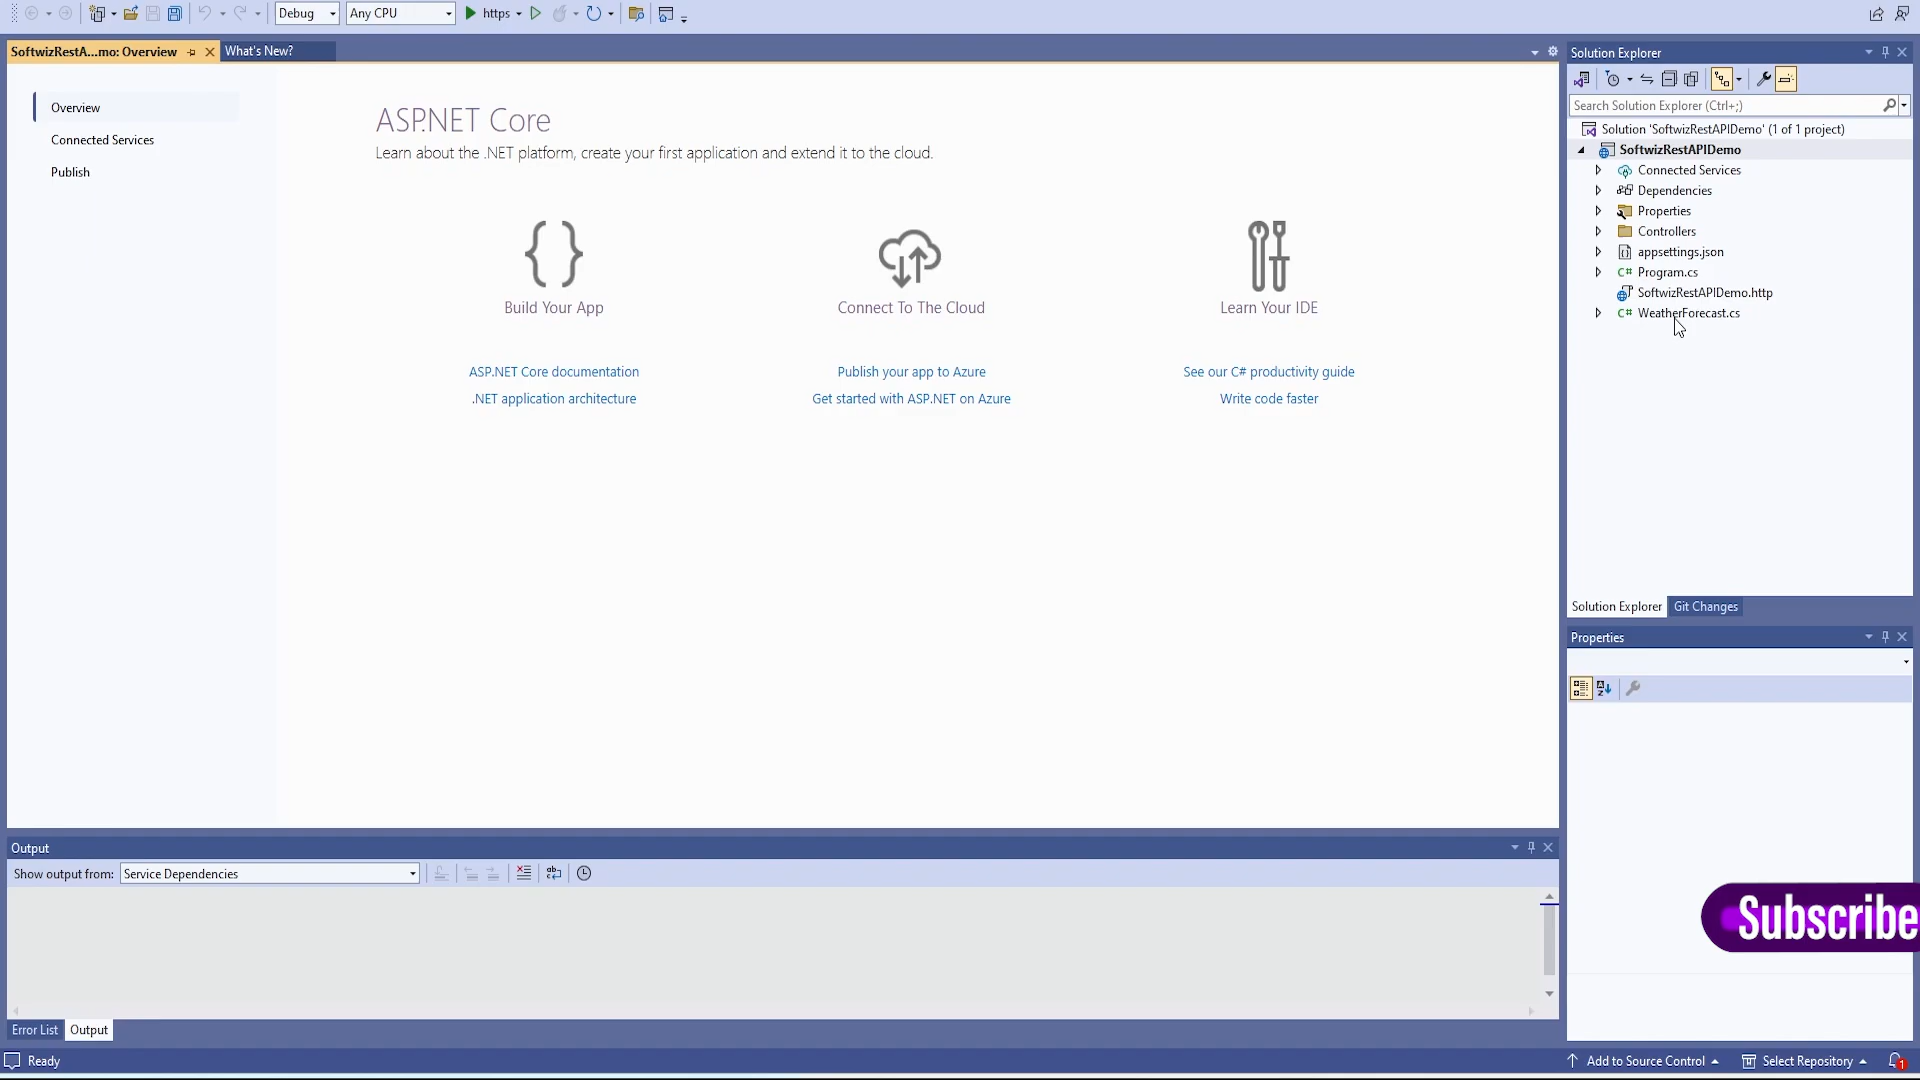 Debug
Any CPU
https
SoftwizRestA...mo: Overview
What's New?
Overview
Connected Services
Publish
ASP.NET Core
Learn about the .NET platform, create your first application and extend it to the cloud.
Build Your App
Connect To The Cloud
Learn Your IDE
ASP.NET Core documentation
Publish your app to Azure
See our C# productivity guide
.NET application architecture
Get started with ASP.NET on Azure
Write code faster
Solution Explorer
Search Solution Explorer (Ctrl+;)
Solution 'SoftwizRestAPIDemo' (1 of 1 project)
SoftwizRestAPIDemo
Connected Services
Dependencies
Properties
Controllers
appsettings.json
C# Program.cs
SoftwizRestAPIDemo.http
C# WeatherForecast.cs
Solution Explorer
Git Changes
Properties
Output
Show output from: Service Dependencies
Subscribe
Error List
Output
Ready
Add to Source Control
Select Repository
1